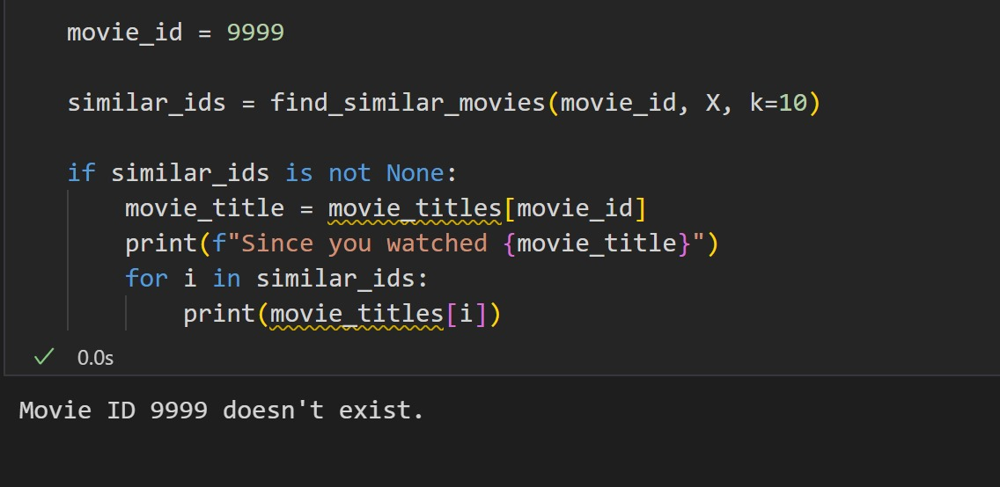 movie_id = 9999
similar_ids = find_similar_movies(movie_id, X, k=10)
if similar_ids is not None:
    movie_title = movie_titles[movie_id]
    print(f"Since you watched {movie_title}")
    for i in similar_ids:
        print(movie_titles[i])
0.0s
Movie ID 9999 doesn't exist.